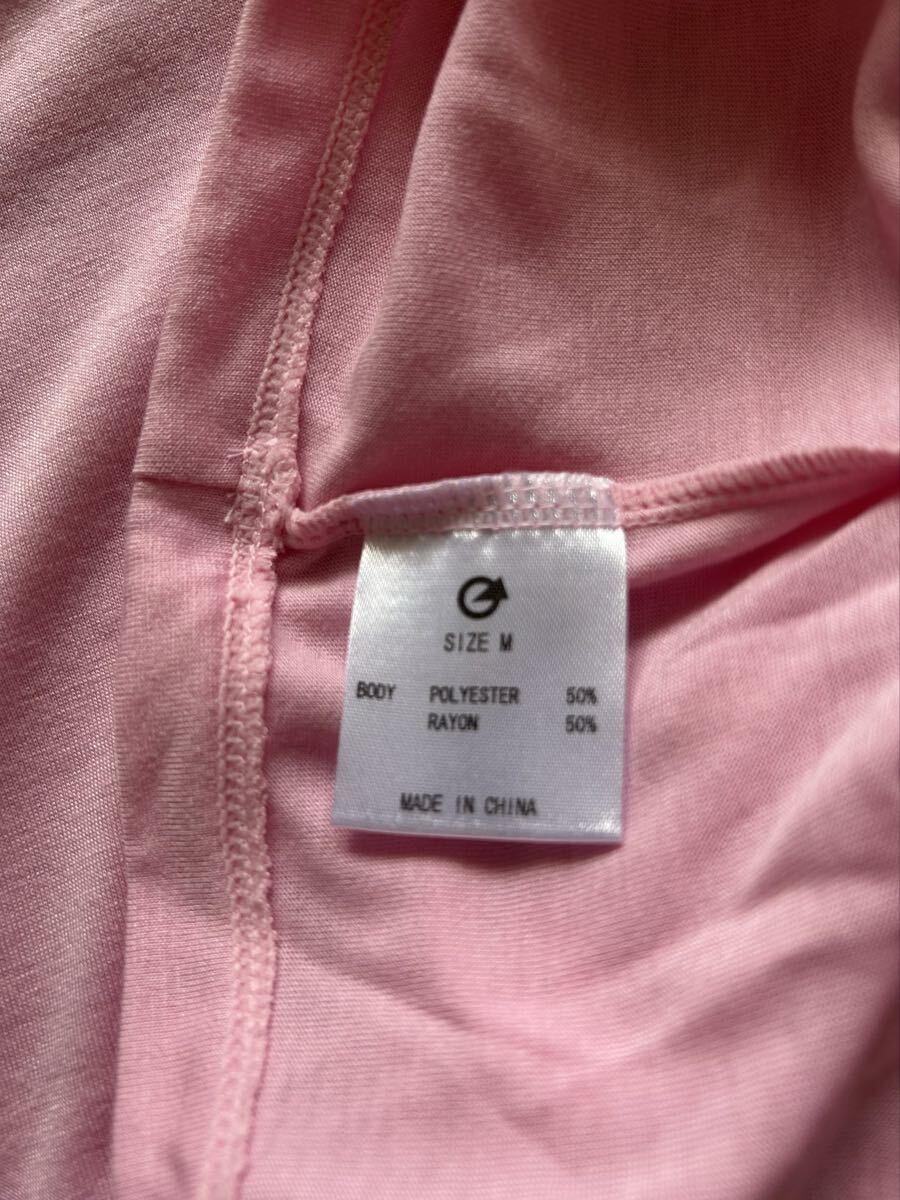 SIZE M
BODY POLYESTER 50%
RAYON 50%
MADE IN CHINA